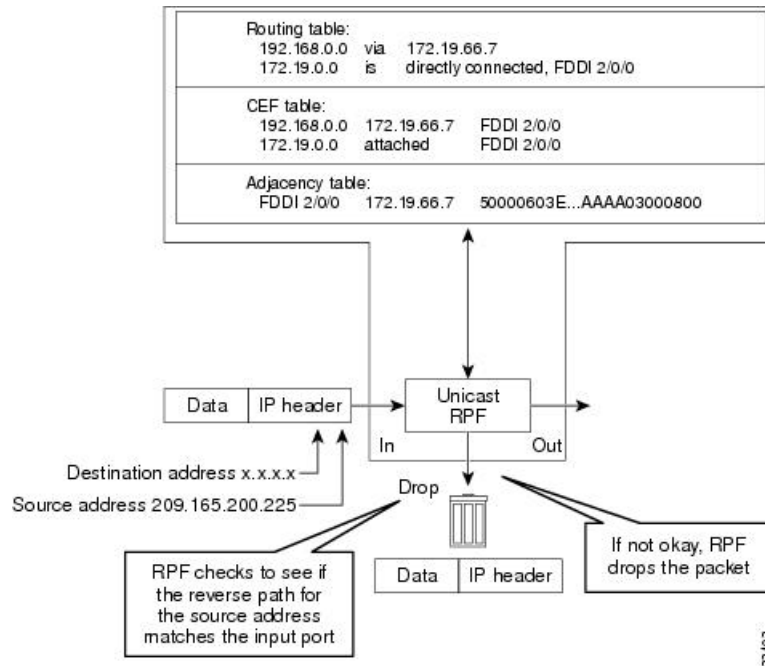 Routing table:
192.168.0.0 via 172.19.66.7
172.19.0.0 is directly connected, FDDI 2/0/0
CEF table:
192.168.0.0 172.19.66.7 FDDI 2/0/0
172.19.0.0 attached FDDI 2/0/0
Adjacency table:
FDDI 2/0/0 172.19.66.7 50000603E...AAAA03000800
Data IP header
Unicast
RPF
In Out
Destination address x.x.x.x
Source address 209.165.200.225
Drop
Data IP header
RPF checks to see if
the reverse path for
the source address
matches the input port
If not okay, RPF
drops the packet